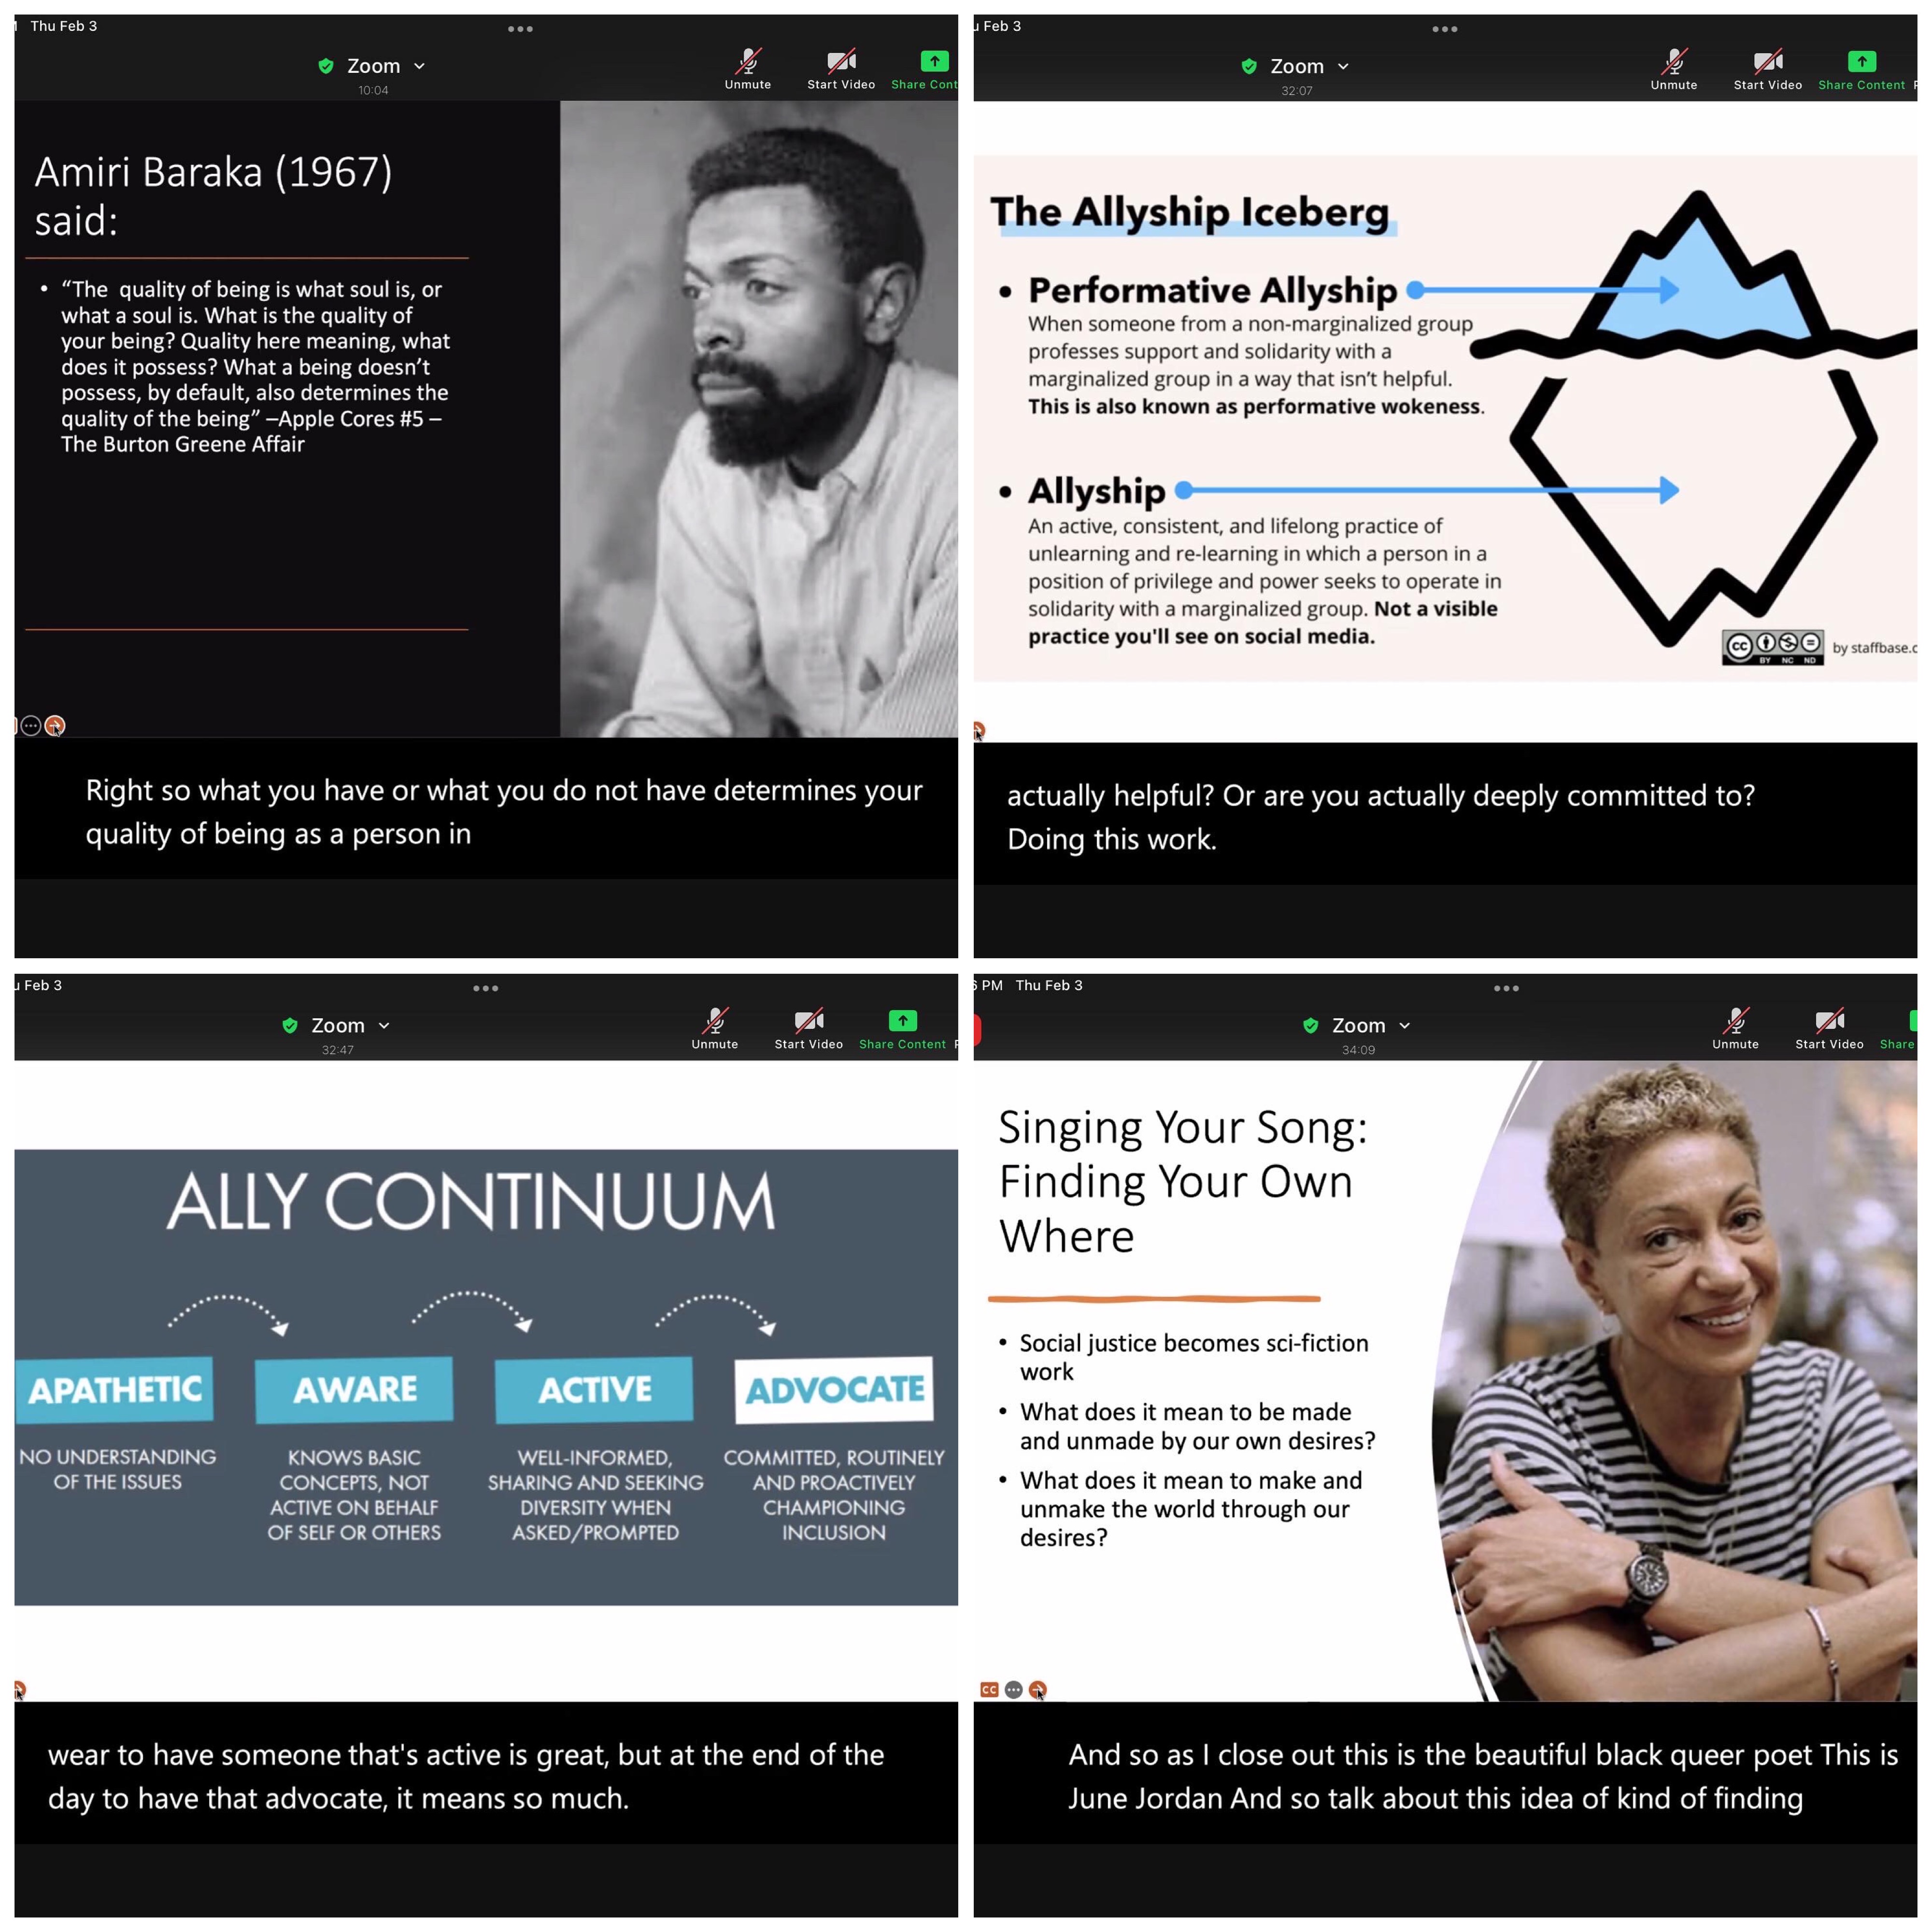 Thu Feb 3
Zoom
10:04
Unmute
Start Video
Share Cont
Amiri Baraka (1967)
said:
• “The quality of being is what soul is, or
what a soul is. What is the quality of
your being? Quality here meaning, what
does it possess? What a being doesn’t
possess, by default, also determines the
quality of the being” –Apple Cores #5 –
The Burton Greene Affair
Right so what you have or what you do not have determines your
quality of being as a person in
u Feb 3
Zoom
32:07
Unmute
Start Video
Share Content
The Allyship Iceberg
• Performative Allyship
When someone from a non-marginalized group
professes support and solidarity with a
marginalized group in a way that isn’t helpful.
This is also known as performative wokeness.
• Allyship
An active, consistent, and lifelong practice of
unlearning and re-learning in which a person in a
position of privilege and power seeks to operate in
solidarity with a marginalized group. Not a visible
practice you'll see on social media.
cc
BY NC ND
by staffbase.c
actually helpful? Or are you actually deeply committed to?
Doing this work.
u Feb 3
Zoom
32:47
Unmute
Start Video
Share Content
ALLY CONTINUUM
APATHETIC
NO UNDERSTANDING
OF THE ISSUES
AWARE
KNOWS BASIC
CONCEPTS, NOT
ACTIVE ON BEHALF
OF SELF OR OTHERS
ACTIVE
WELL-INFORMED,
SHARING AND SEEKING
DIVERSITY WHEN
ASKED/PROMPTED
ADVOCATE
COMMITTED, ROUTINELY
AND PROACTIVELY
CHAMPIONING
INCLUSION
wear to have someone that's active is great, but at the end of the
day to have that advocate, it means so much.
6 PM Thu Feb 3
Zoom
34:09
Unmute
Start Video
Share
Singing Your Song:
Finding Your Own
Where
• Social justice becomes sci-fiction
work
• What does it mean to be made
and unmade by our own desires?
• What does it mean to make and
unmake the world through our
desires?
CC
And so as I close out this is the beautiful black queer poet This is
June Jordan And so talk about this idea of kind of finding